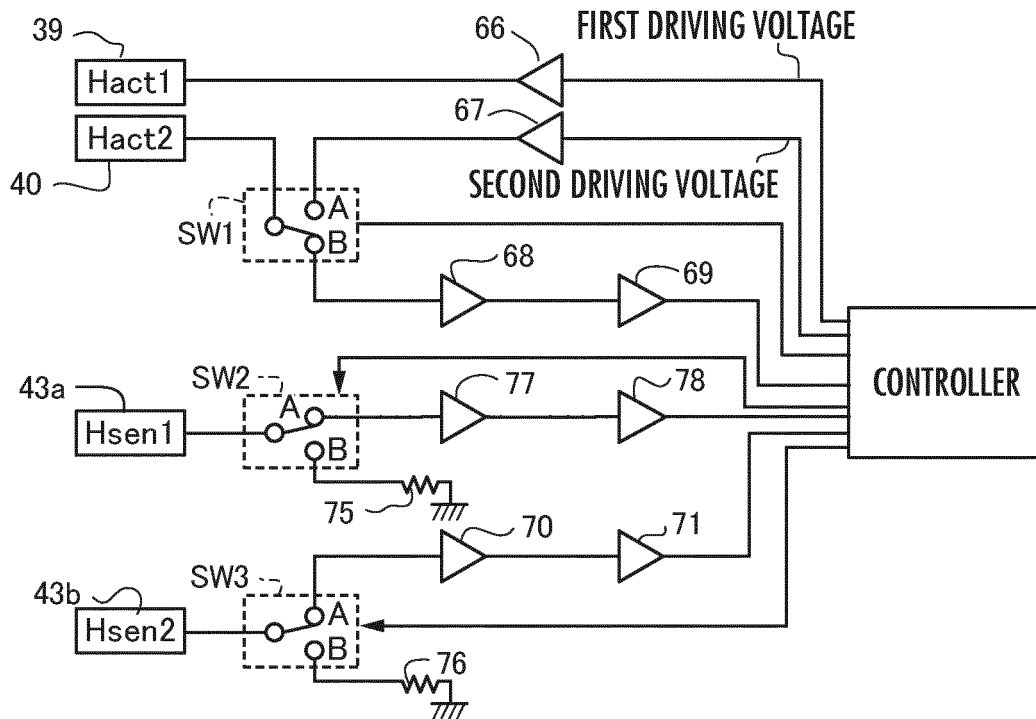 39
66
FIRST DRIVING VOLTAGE
Hact1
67
Hact2
40
SECOND DRIVING VOLTAGE
A
SW1
B
68
69
CONTROLLER
43a
SW2
77
78
A
Hsen1
B
75
70
71
43b
SW3
A
Hsen2
B
76